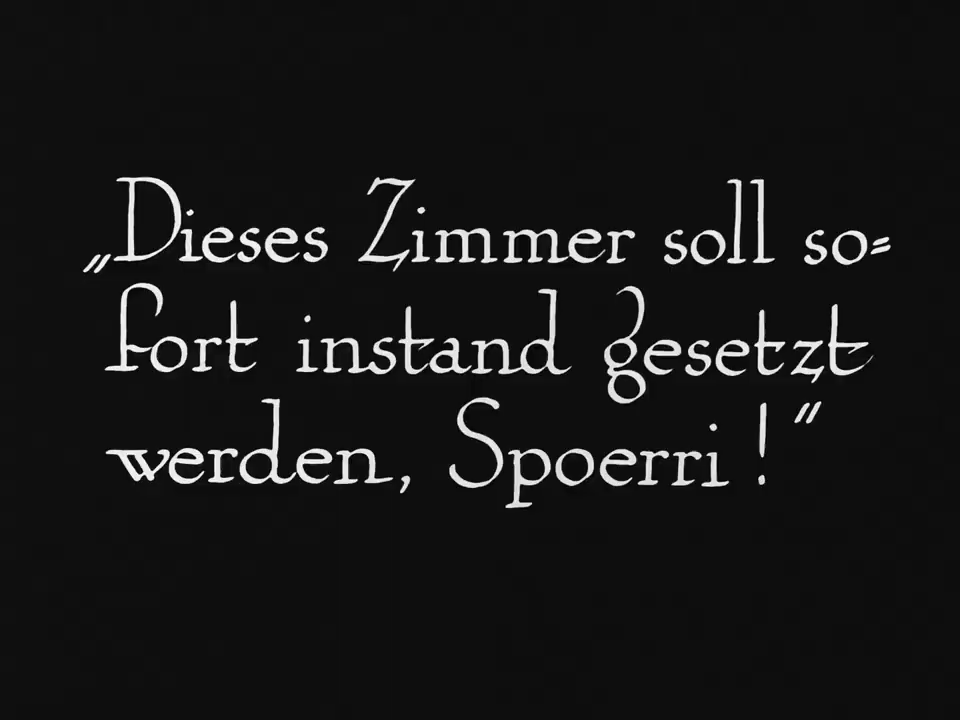 „Dieses Zimmer soll so=
fort instand gesetzt
werden, Spoerri!“